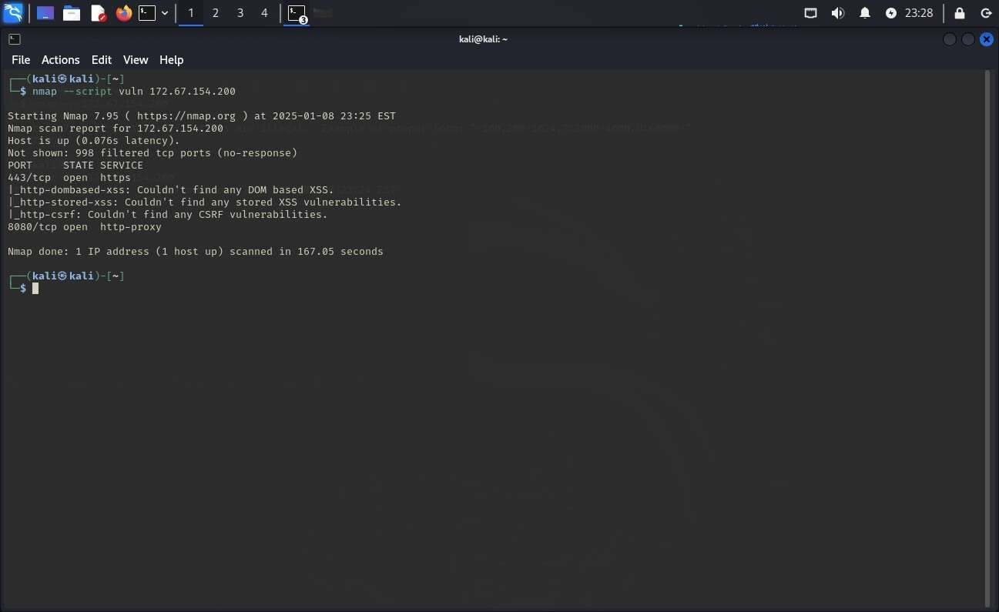 1 2 3 4 3 23:28
kali@kali: ~
File Actions Edit View Help
┌──(kali㉿kali)-[~]
└─$ nmap --script vuln 172.67.154.200
Starting Nmap 7.95 ( https://nmap.org ) at 2025-01-08 23:25 EST
Nmap scan report for 172.67.154.200
Host is up (0.076s latency).
Not shown: 998 filtered tcp ports (no-response)
PORT     STATE SERVICE
443/tcp  open  https
|_http-dombased-xss: Couldn't find any DOM based XSS.
|_http-stored-xss: Couldn't find any stored XSS vulnerabilities.
|_http-csrf: Couldn't find any CSRF vulnerabilities.
8080/tcp open  http-proxy
Nmap done: 1 IP address (1 host up) scanned in 167.05 seconds
┌──(kali㉿kali)-[~]
└─$